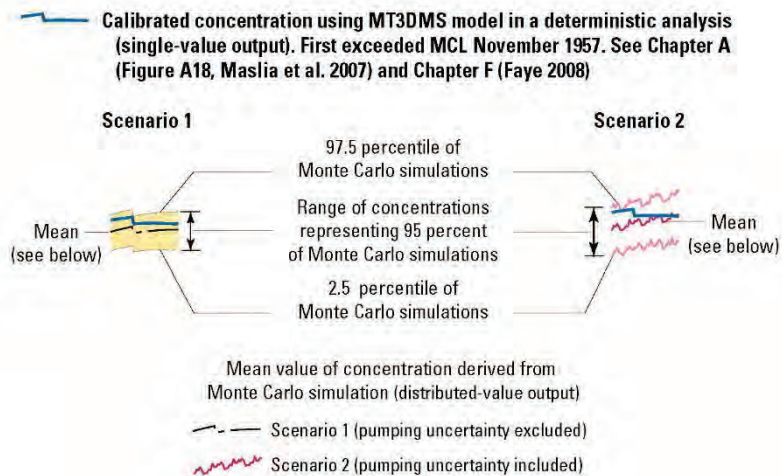 Calibrated concentration using MT3DMS model in a deterministic analysis
(single-value output). First exceeded MCL November 1957. See Chapter A
(Figure A18, Maslia et al. 2007) and Chapter F (Faye 2008)
Scenario 1
Scenario 2
97.5 percentile of
Monte Carlo simulations
Mean
(see below)
Range of concentrations
representing 95 percent
of Monte Carlo simulations
Mean
(see below)
2.5 percentile of
Monte Carlo simulations
Mean value of concentration derived from
Monte Carlo simulation (distributed-value output)
Scenario 1 (pumping uncertainty excluded)
Scenario 2 (pumping uncertainty included)